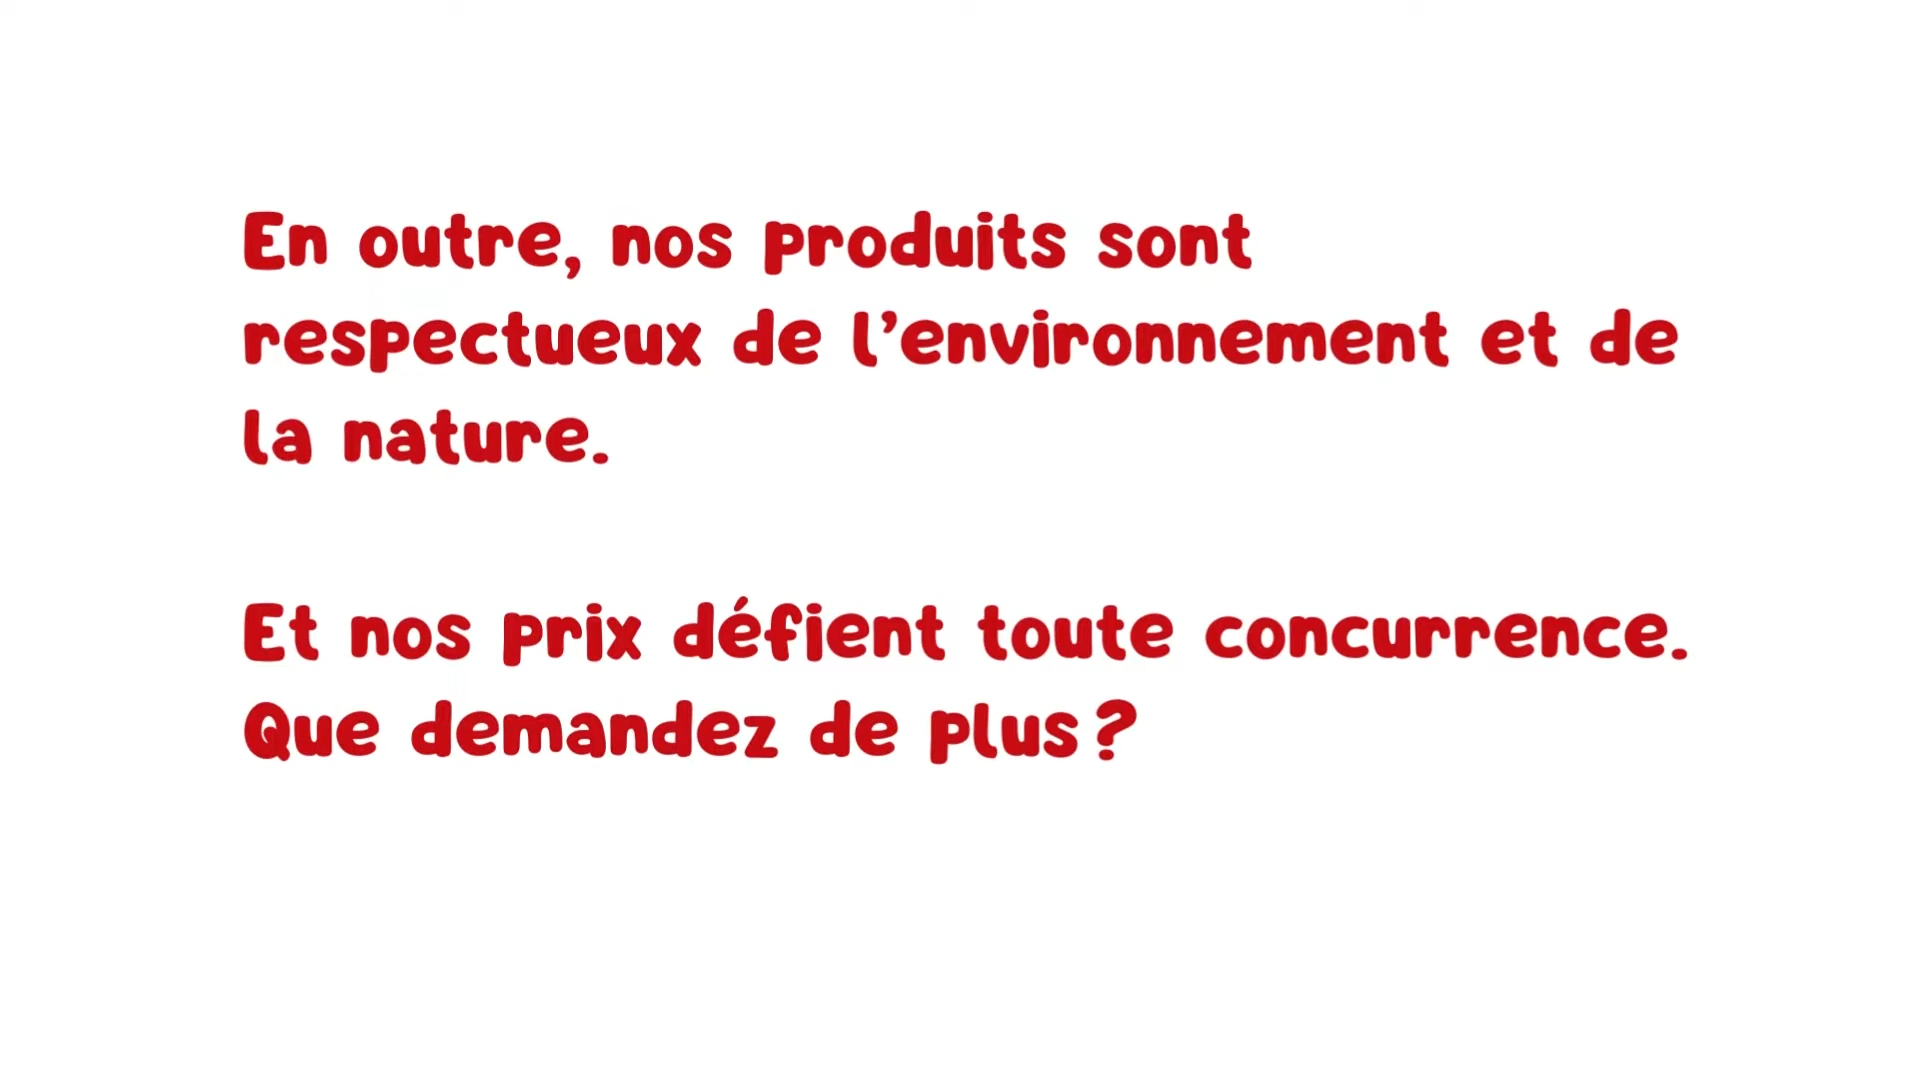 En outre, nos produits sont
respectueux de l’environnement et de
la nature.
Et nos prix défient toute concurrence.
Que demandez de plus ?